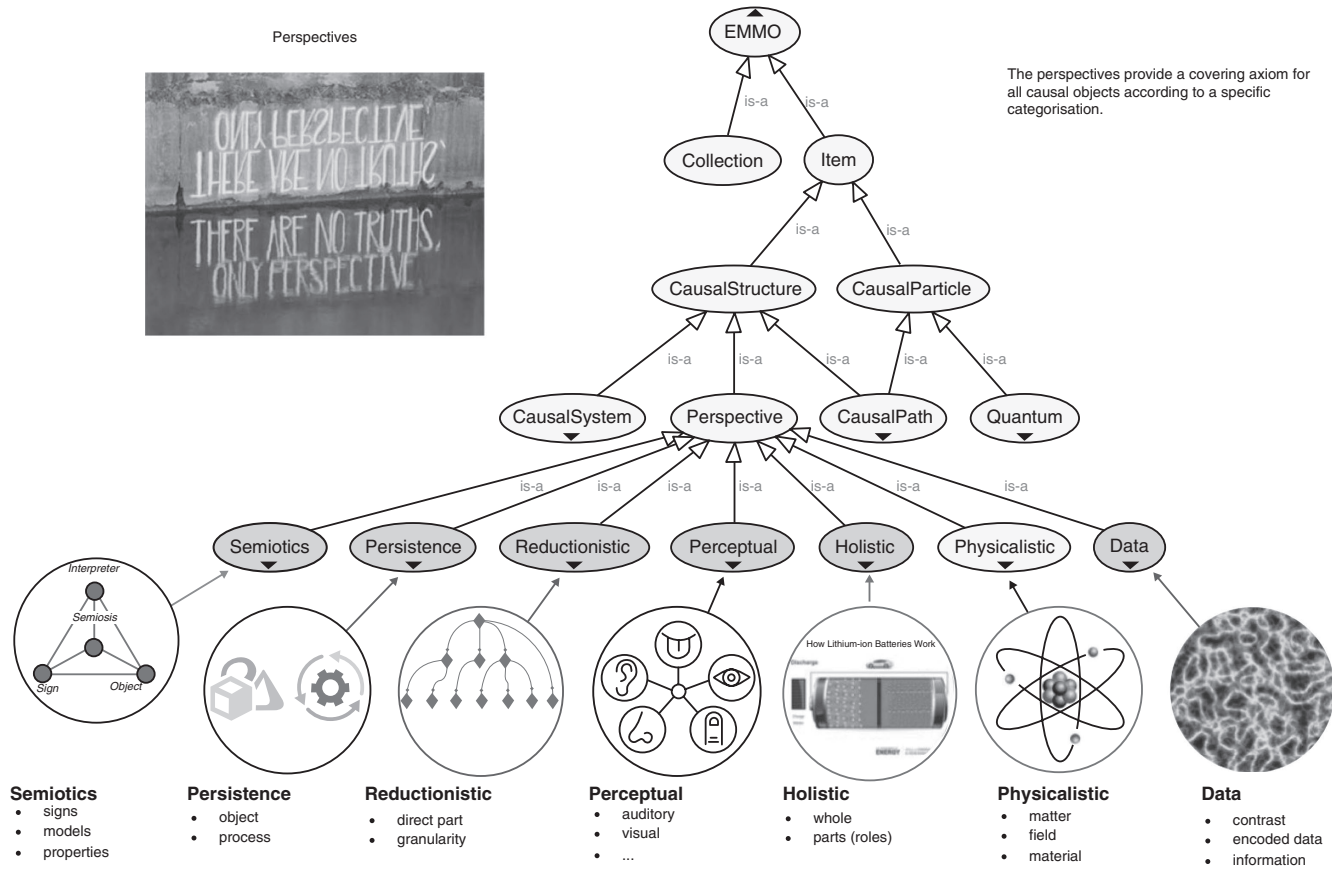 Perspectives
ONLY PERSPECTIVE
THERE ARE NO TRUTHS,
THERE ARE NO TRUTHS,
ONLY PERSPECTIVE
The perspectives provide a covering axiom for
all causal objects according to a specific
categorisation.
EMMO
is-a is-a
Collection Item
is-a is-a
CausalStructure CausalParticle
is-a is-a is-a is-a is-a
CausalSystem Perspective CausalPath Quantum
is-a is-a is-a is-a is-a is-a is-a
Semiotics Persistence Reductionistic Perceptual Holistic Physicalistic Data
Interpreter
Semiosis
Sign Object
How Lithium-ion Batteries Work
Discharge
ENERGY
Semiotics
• signs
• models
• properties
Persistence
• object
• process
Reductionistic
• direct part
• granularity
Perceptual
• auditory
• visual
• ...
Holistic
• whole
• parts (roles)
Physicalistic
• matter
• field
• material
Data
• contrast
• encoded data
• information